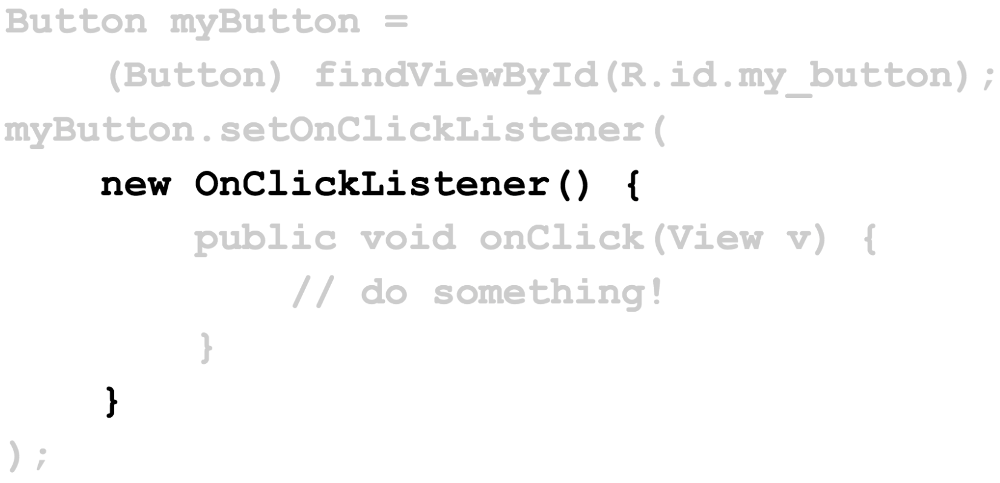 Button myButton =
    (Button) findViewById(R.id.my_button);
myButton.setOnClickListener(
    new OnClickListener() {
        public void onClick(View v) {
            // do something!
        }
    }
);